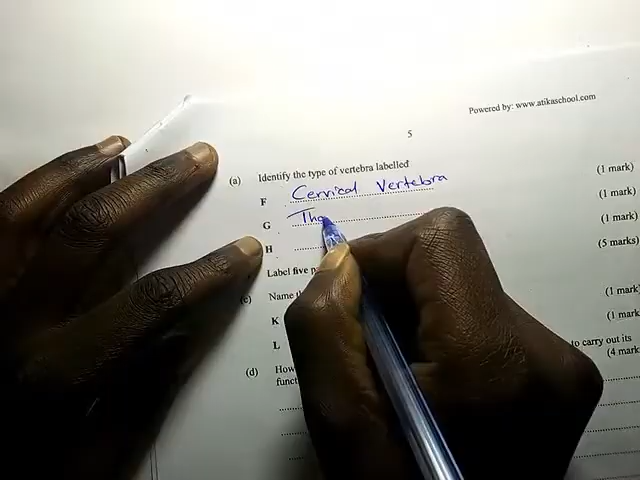 Powered by: www.atikaschool.com
5
(a) Identify the type of vertebra labelled
F Cervical Vertebra (1 mark)
G Tho (1 mark)
H (1 mark)
Label five (5 marks)
Name
K (1 mark
L (1 mark
to carry out its
(d) How (4 mark
funct